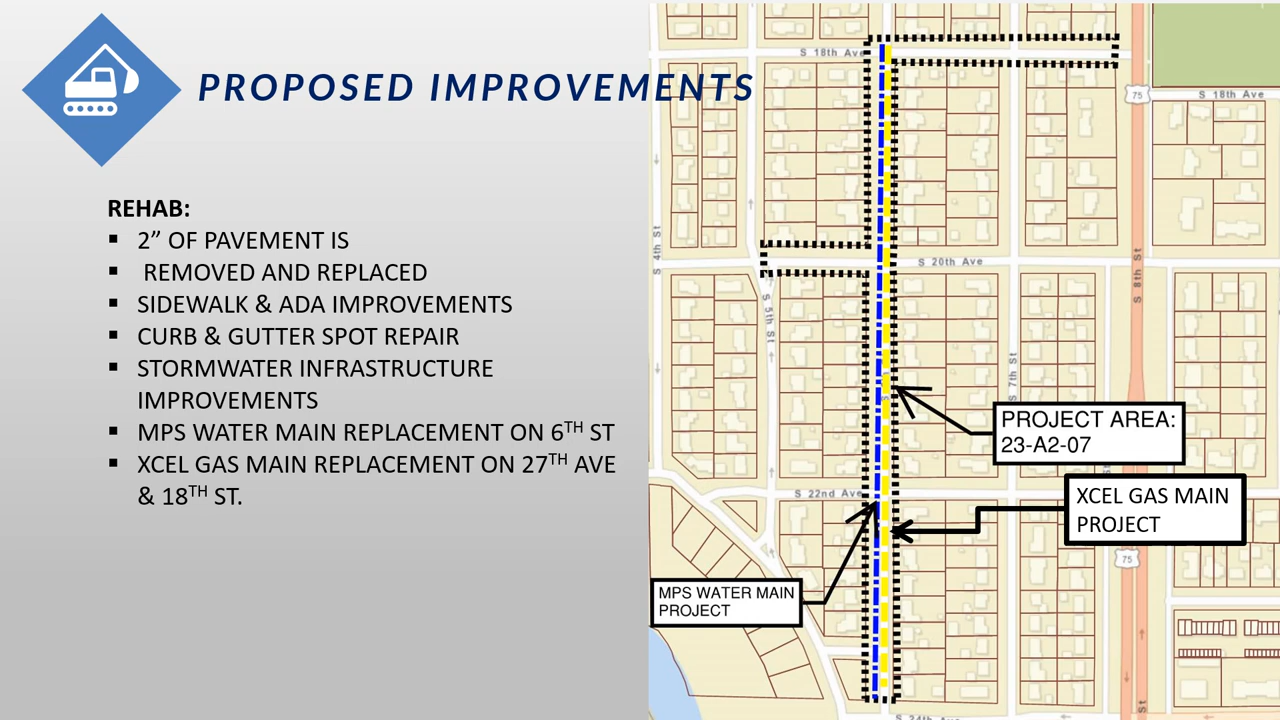 PROPOSED IMPROVEMENTS
REHAB:
▪ 2” OF PAVEMENT IS
▪ REMOVED AND REPLACED
▪ SIDEWALK & ADA IMPROVEMENTS
▪ CURB & GUTTER SPOT REPAIR
▪ STORMWATER INFRASTRUCTURE
IMPROVEMENTS
▪ MPS WATER MAIN REPLACEMENT ON 6TH ST
▪ XCEL GAS MAIN REPLACEMENT ON 27TH AVE
& 18TH ST.
S 18th Ave
75
S 18th Ave
S 4th St
S 20th Ave
S 8th St
S 5th St
S 7th St
PROJECT AREA:
23-A2-07
S 22nd Ave
XCEL GAS MAIN
PROJECT
75
MPS WATER MAIN
PROJECT
S 24th Ave
St